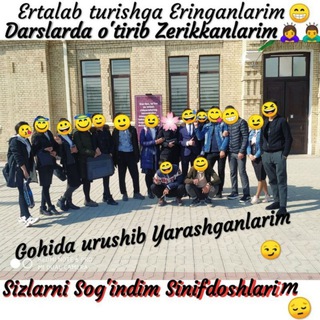 Ertalab turishga Eringanlarim 😁
Darslarda o'tirib Zerikkanlarim 🙇‍♀️🙇‍♂️
Gohida urushib Yarashganlarim
😏
Sizlarni Sog'indim Sinifdoshlarim
😔